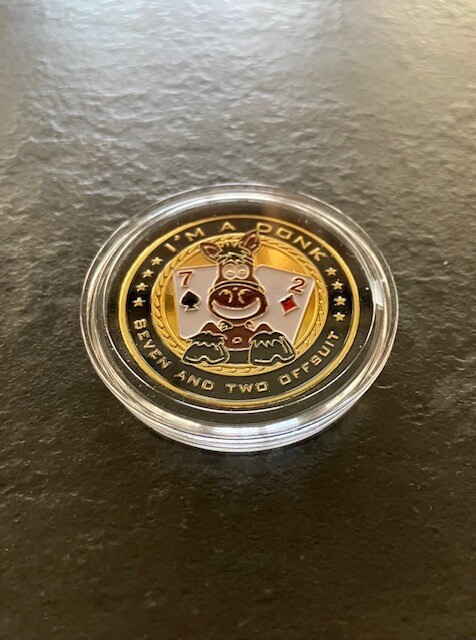 I'M A DONK
7
2
SEVEN AND TWO OFFSUIT